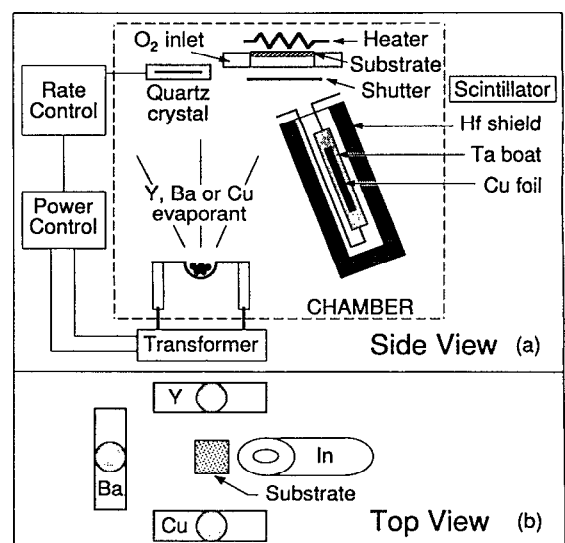 O2 inlet
Heater
Substrate
Shutter
Rate
Control
Quartz
crystal
Scintillator
Hf shield
Ta boat
Cu foil
Y, Ba or Cu
evaporant
Power
Control
CHAMBER
Transformer
Side View (a)
Y
Ba
In
Substrate
Cu
Top View (b)